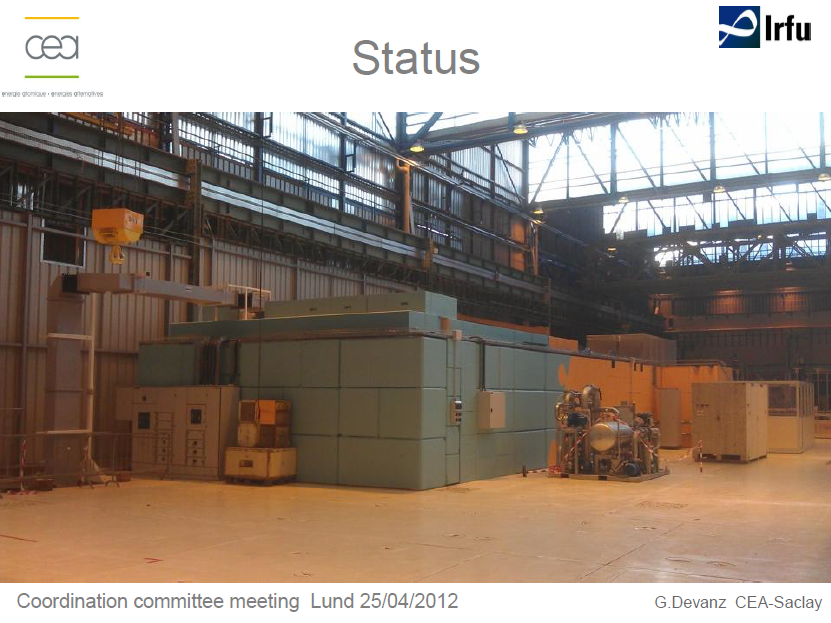 cea
énergie atomique • énergies alternatives
Irfu
Status
Coordination committee meeting Lund 25/04/2012
G.Devanz CEA-Saclay